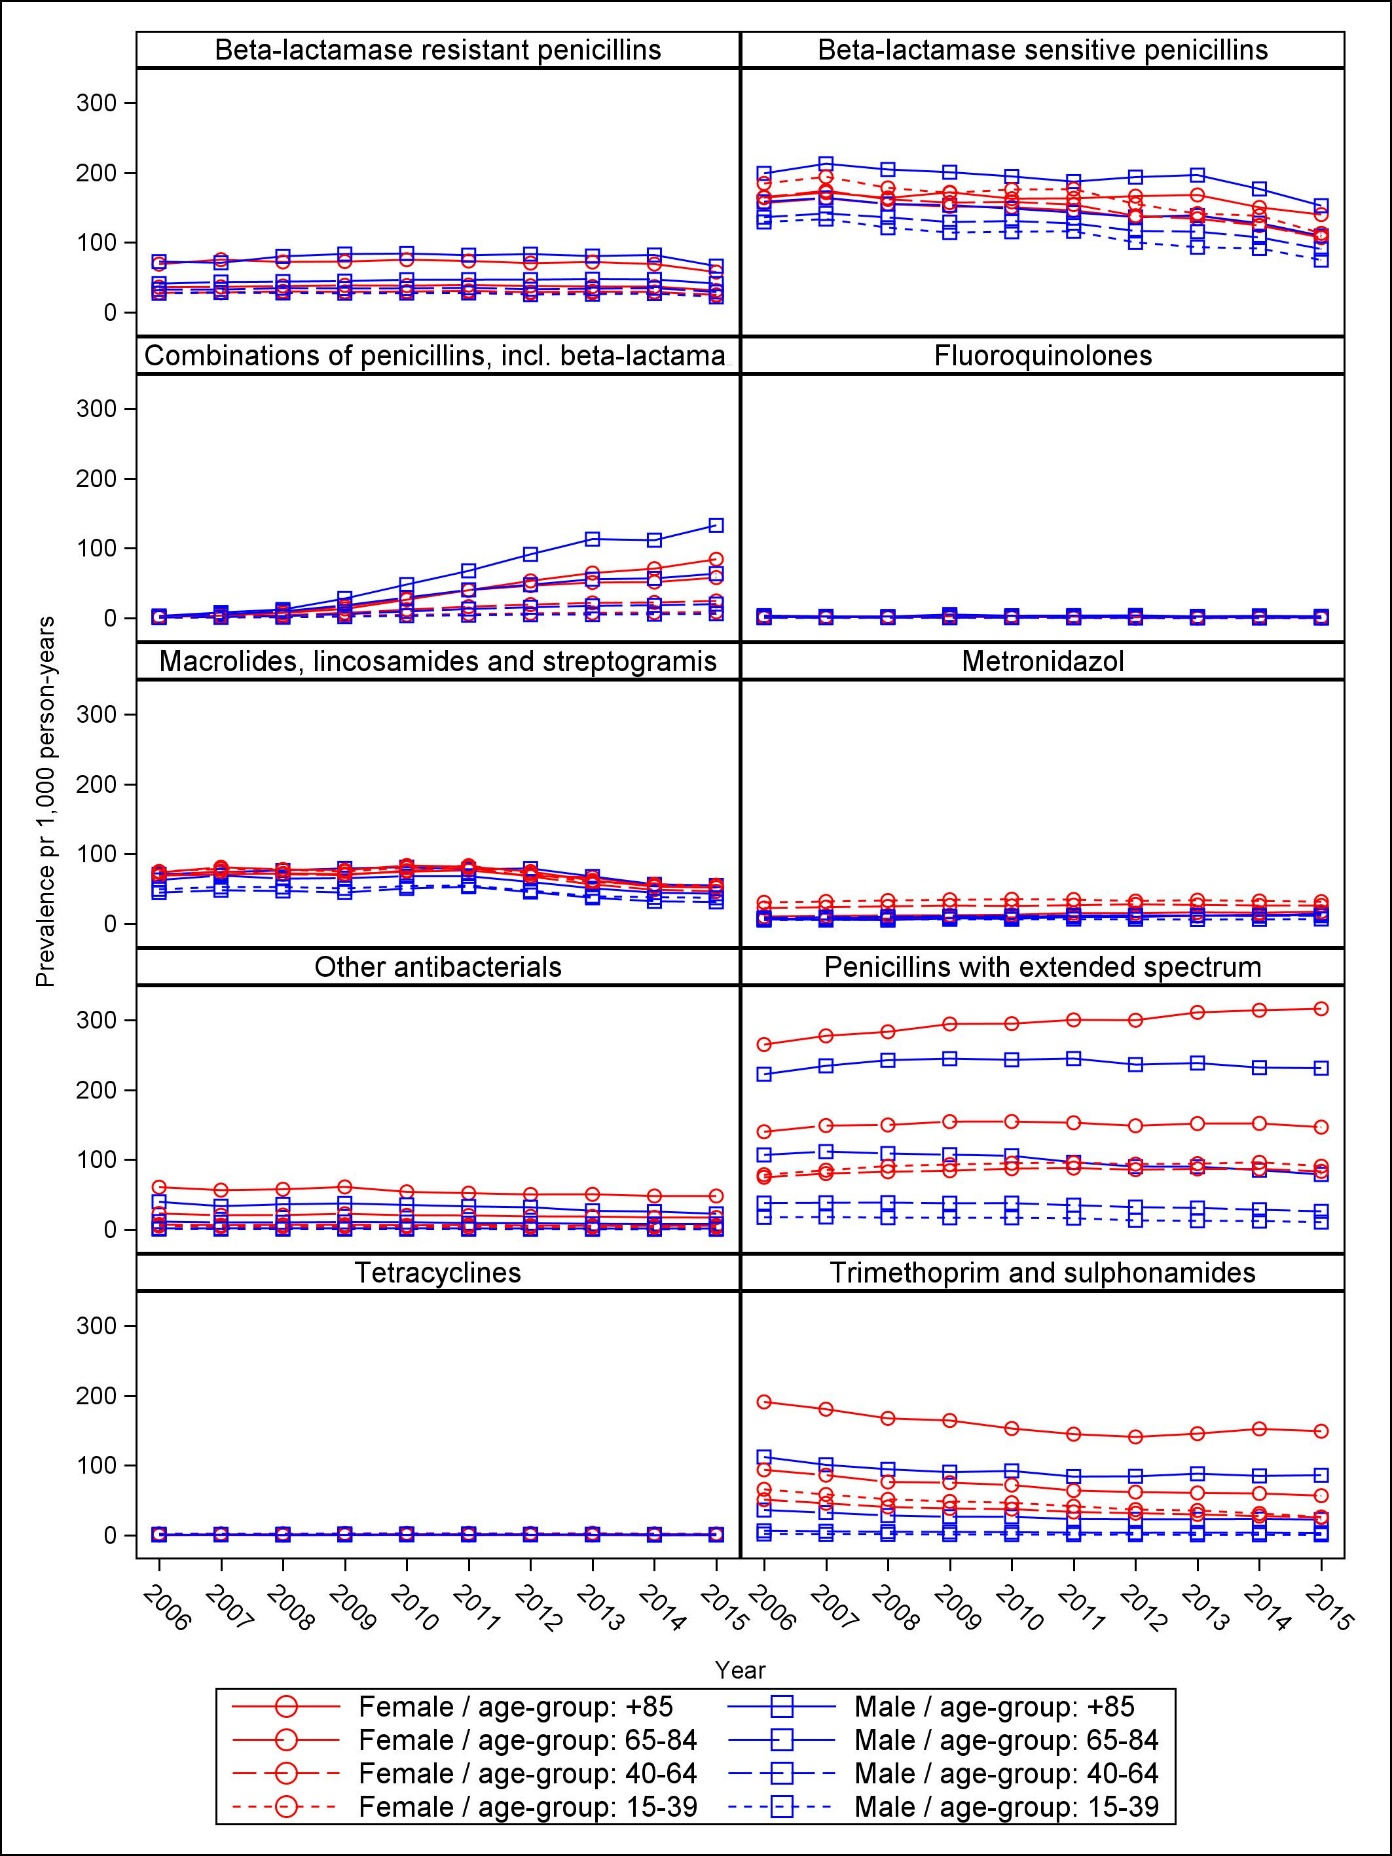 Beta-lactamase resistant penicillins
Beta-lactamase sensitive penicillins
300
200
100
0
Combinations of penicillins, incl. beta-lactama
Fluoroquinolones
300
200
100
0
Macrolides, lincosamides and streptogramis
Metronidazol
300
200
100
0
Other antibacterials
Penicillins with extended spectrum
300
200
100
0
Tetracyclines
Trimethoprim and sulphonamides
300
200
100
0
Prevalence pr 1,000 person-years
2006 2007 2008 2009 2010 2011 2012 2013 2014 2015 2006 2007 2008 2009 2010 2011 2012 2013 2014 2015
Year
Female / age-group: +85 Male / age-group: +85
Female / age-group: 65-84 Male / age-group: 65-84
Female / age-group: 40-64 Male / age-group: 40-64
Female / age-group: 15-39 Male / age-group: 15-39